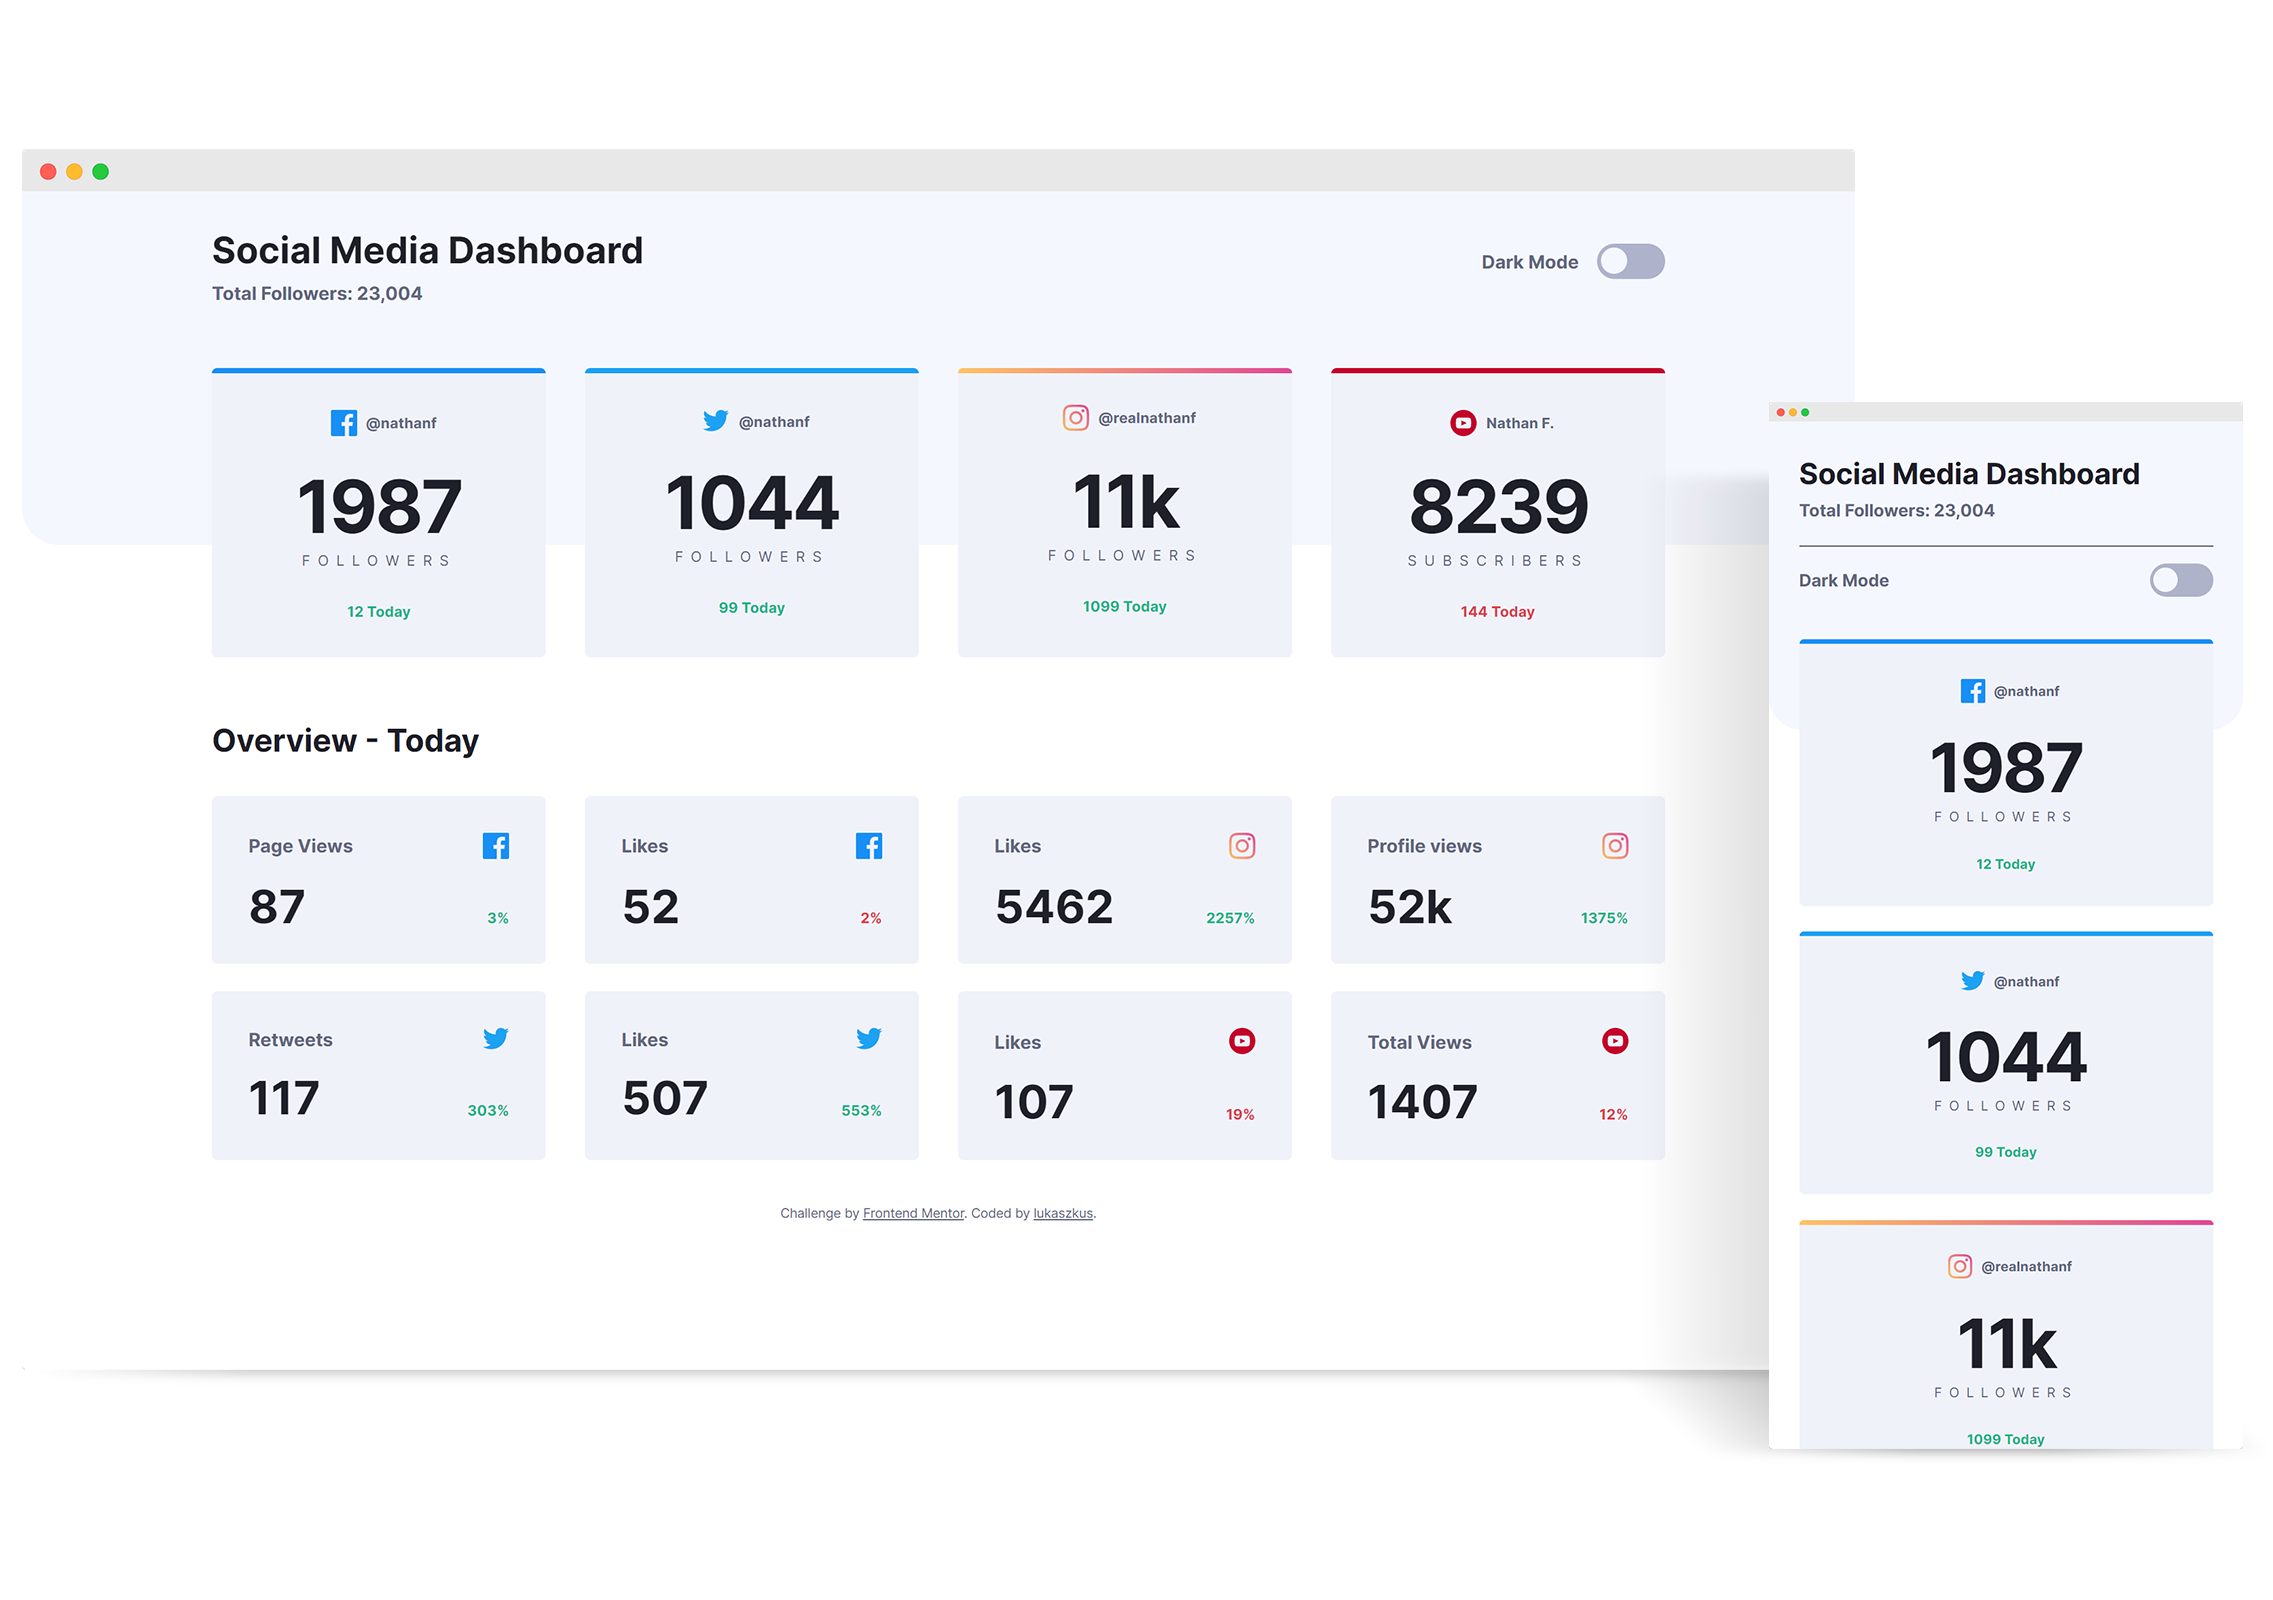 Social Media Dashboard
Total Followers: 23,004
Dark Mode
@nathanf
1987
FOLLOWERS
12 Today
@nathanf
1044
FOLLOWERS
99 Today
@realnathanf
11k
FOLLOWERS
1099 Today
Nathan F.
8239
SUBSCRIBERS
144 Today
Overview - Today
Page Views
87
3%
Likes
52
2%
Likes
5462
2257%
Profile views
52k
1375%
Retweets
117
303%
Likes
507
553%
Likes
107
19%
Total Views
1407
12%
Challenge by Frontend Mentor. Coded by lukaszkus.
Social Media Dashboard
Total Followers: 23,004
Dark Mode
@nathanf
1987
FOLLOWERS
12 Today
@nathanf
1044
FOLLOWERS
99 Today
@realnathanf
11k
FOLLOWERS
1099 Today